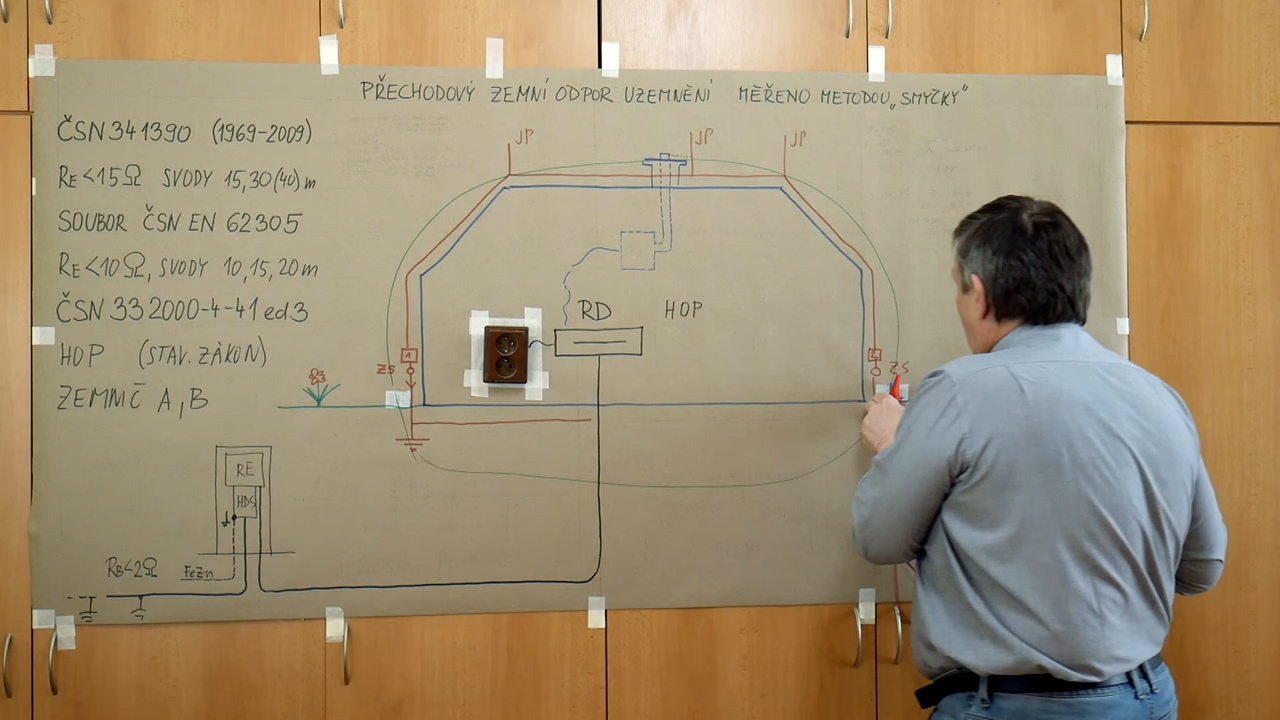 PŘECHODOVÝ ZEMNÍ ODPOR UZEMNĚNÍ MĚŘENO METODOU „SMYČKY"
ČSN 341390 (1969-2009)
RE<15Ω SVODY 15,30(40)m
SOUBOR ČSN EN 62305
RE<10Ω, SVODY 10,15,20m
ČSN 33 2000-4-41 ed3
HOP (STAV. ZÁKON)
ZEMNIČ A,B
JP
JP
JP
RD
HOP
1
ZS
ZS
RE
HDS
RB<2Ω
FeZn